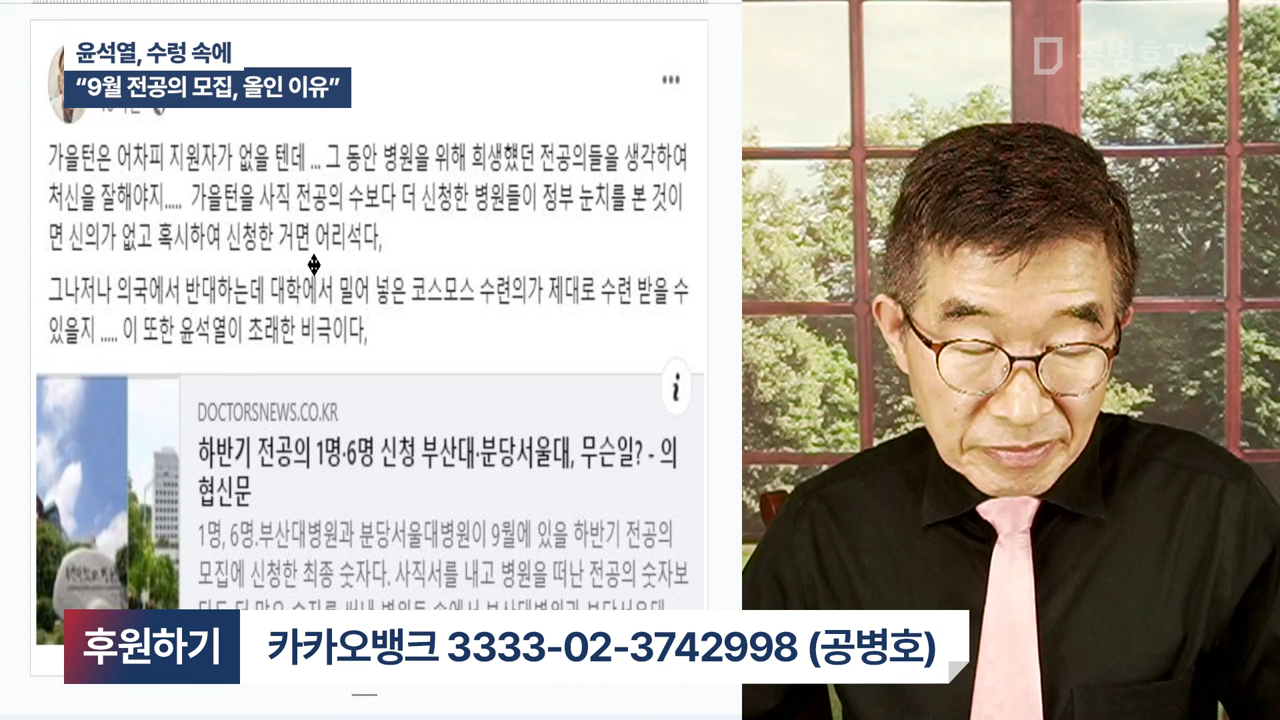 윤석열, 수렁 속에
“9월 전공의 모집, 올인 이유”
공병호TV
가을턴은 어차피 지원자가 없을 텐데 ... 그 동안 병원을 위해 희생했던 전공의들을 생각하여
처신을 잘해야지..... 가을턴을 사직 전공의 수보다 더 신청한 병원들이 정부 눈치를 본 것이
면 신의가 없고 혹시하여 신청한 거면 어리석다,
그나저나 의국에서 반대하는데 대학에서 밀어 넣은 코스모스 수련의가 제대로 수련 받을 수
있을지 ..... 이 또한 윤석열이 초래한 비극이다,
DOCTORSNEWS.CO.KR
하반기 전공의 1명·6명 신청 부산대·분당서울대, 무슨일? - 의
협신문
1명, 6명.부산대병원과 분당서울대병원이 9월에 있을 하반기 전공의
모집에 신청한 최종 숫자다. 사직서를 내고 병원을 떠난 전공의 숫자보
후원하기
카카오뱅크 3333-02-3742998 (공병호)